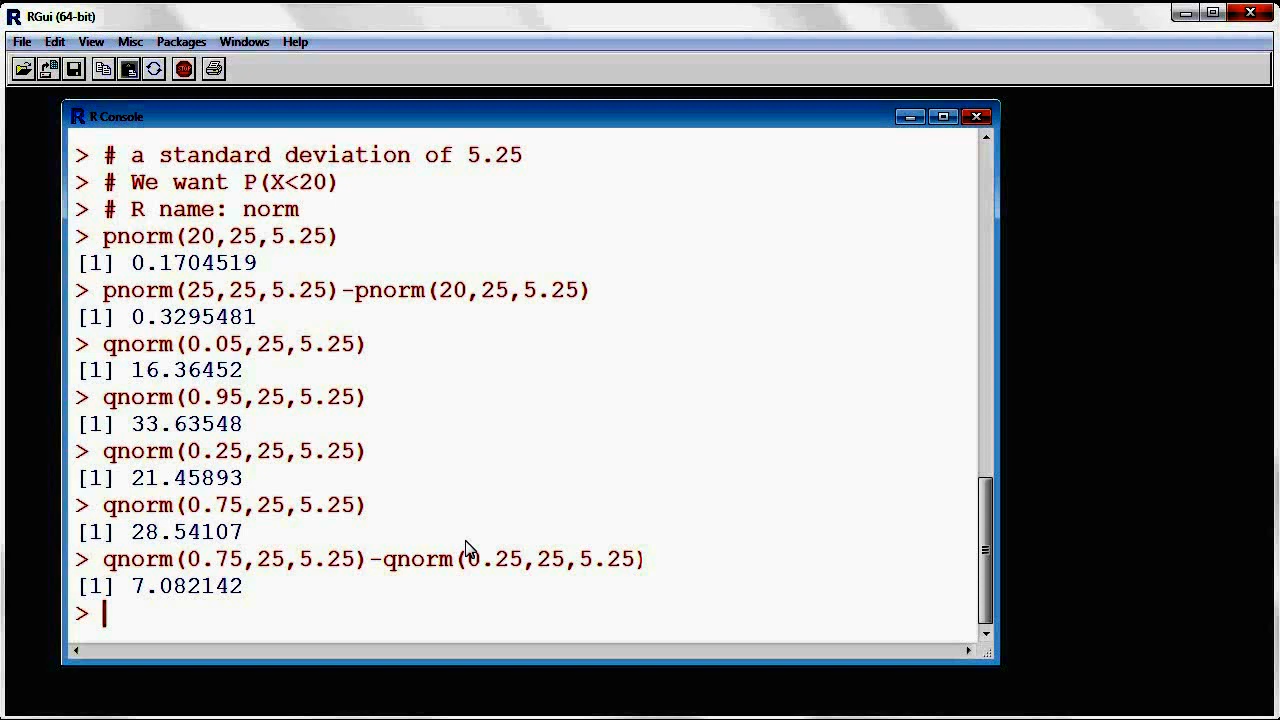 RGui (64-bit)
File Edit View Misc Packages Windows Help
STOP
R Console
> # a standard deviation of 5.25
> # We want P(X<20)
> # R name: norm
> pnorm(20,25,5.25)
[1] 0.1704519
> pnorm(25,25,5.25)-pnorm(20,25,5.25)
[1] 0.3295481
> qnorm(0.05,25,5.25)
[1] 16.36452
> qnorm(0.95,25,5.25)
[1] 33.63548
> qnorm(0.25,25,5.25)
[1] 21.45893
> qnorm(0.75,25,5.25)
[1] 28.54107
> qnorm(0.75,25,5.25)-qnorm(0.25,25,5.25)
[1] 7.082142
>